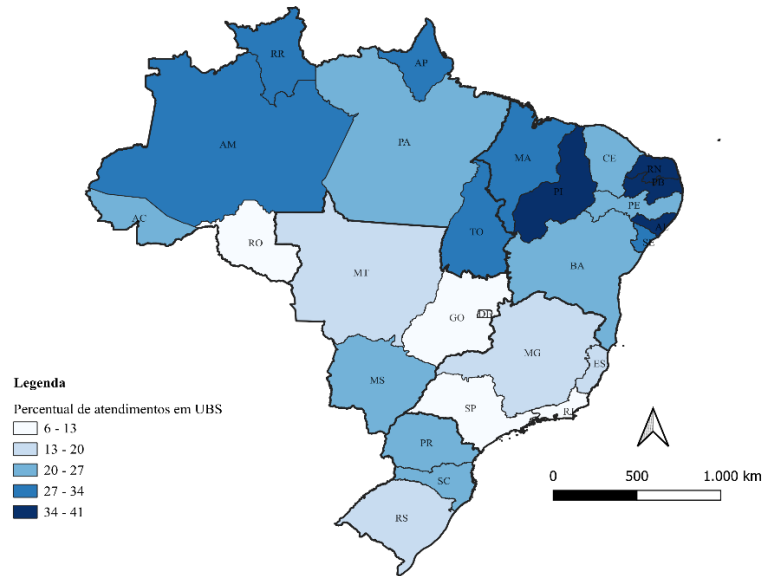 RR
AP
AM
PA
MA
CE
RN
PB
PI
PE
AC
TO
AL
SE
RO
BA
MT
GO
DF
MG
ES
MS
SP
RJ
PR
SC
RS
Legenda
Percentual de atendimentos em UBS
6 - 13
13 - 20
20 - 27
27 - 34
34 - 41
0 500 1.000 km